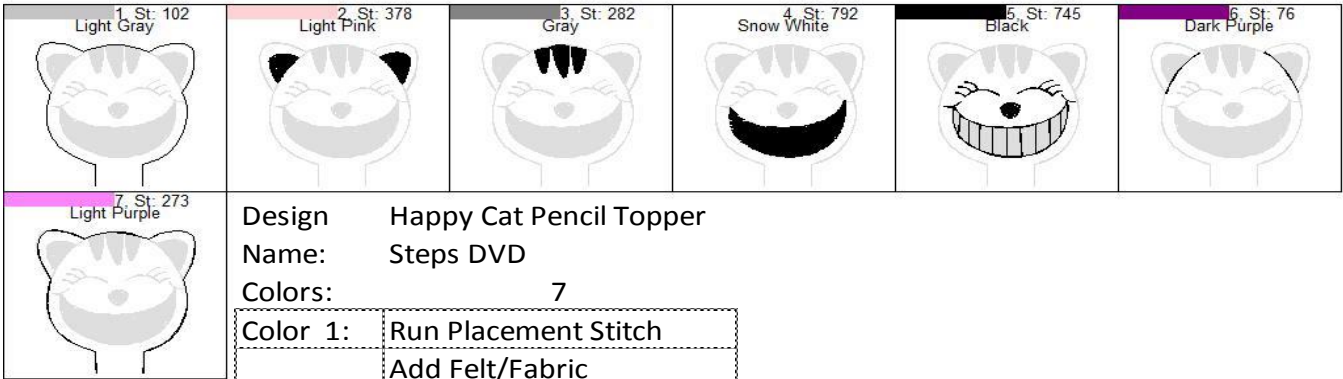 1, St: 102
Light Gray
2, St: 378
Light Pink
3, St: 282
Gray
4, St: 792
Snow White
5, St: 745
Black
6, St: 76
Dark Purple
7, St: 273
Light Purple
Design Happy Cat Pencil Topper
Name: Steps DVD
Colors: 7
Color 1: Run Placement Stitch
Add Felt/Fabric